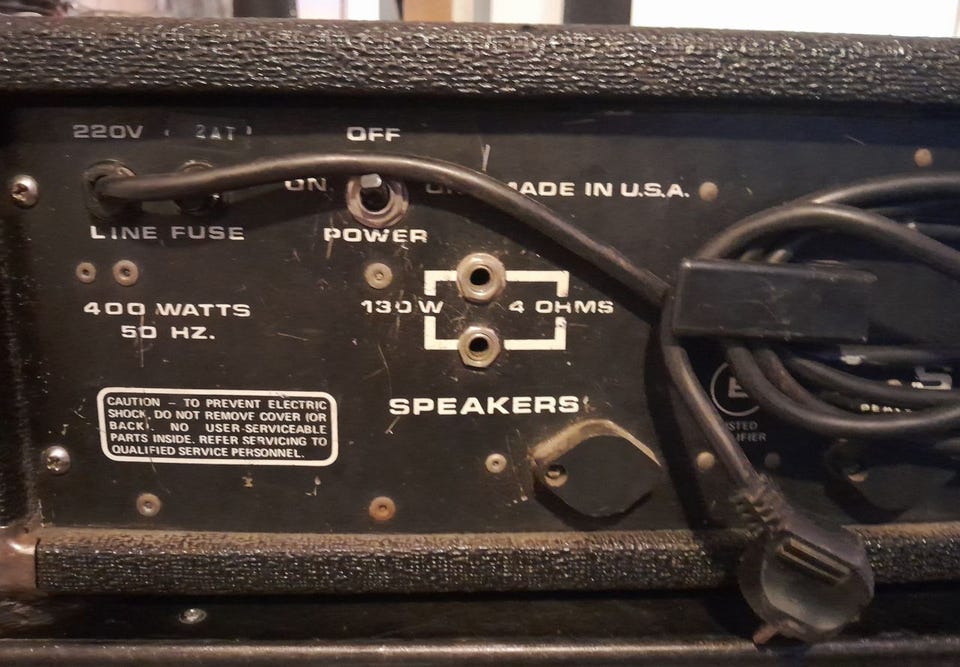 220V 2AT OFF
ON MADE IN U.S.A.
LINE FUSE POWER
400 WATTS 130 W 4 OHMS
50 HZ.
SPEAKERS
CAUTION - TO PREVENT ELECTRIC
SHOCK, DO NOT REMOVE COVER (OR
BACK). NO USER-SERVICEABLE
PARTS INSIDE. REFER SERVICING TO
QUALIFIED SERVICE PERSONNEL.